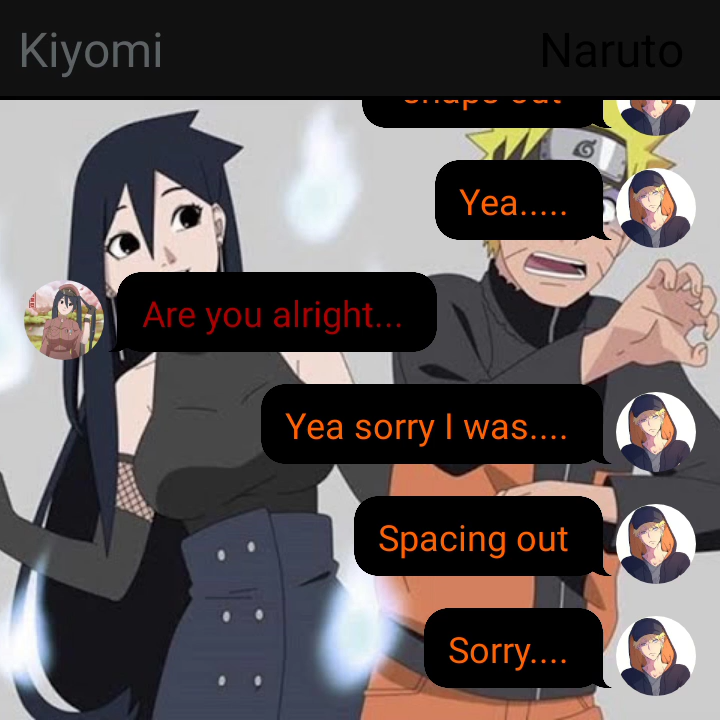 Kiyomi
Naruto
Yea.....
Are you alright...
Yea sorry I was....
Spacing out
Sorry....